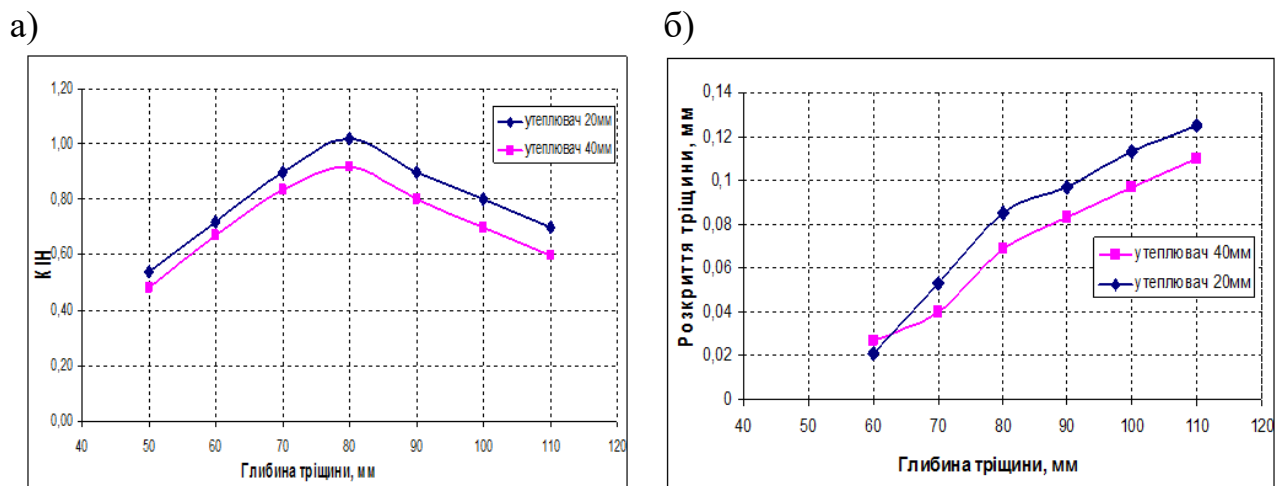 а)
б)
К ІН
1,20
1,00
0,80
0,60
0,40
0,20
0,00
утеплювач 20мм
утеплювач 40мм
40 50 60 70 80 90 100 110 120
Глибина тріщини, мм
Розкриття тріщини, мм
0,14
0,12
0,1
0,08
0,06
0,04
0,02
0
утеплювач 40мм
утеплювач 20мм
40 50 60 70 80 90 100 110 120
Глибина тріщини, мм